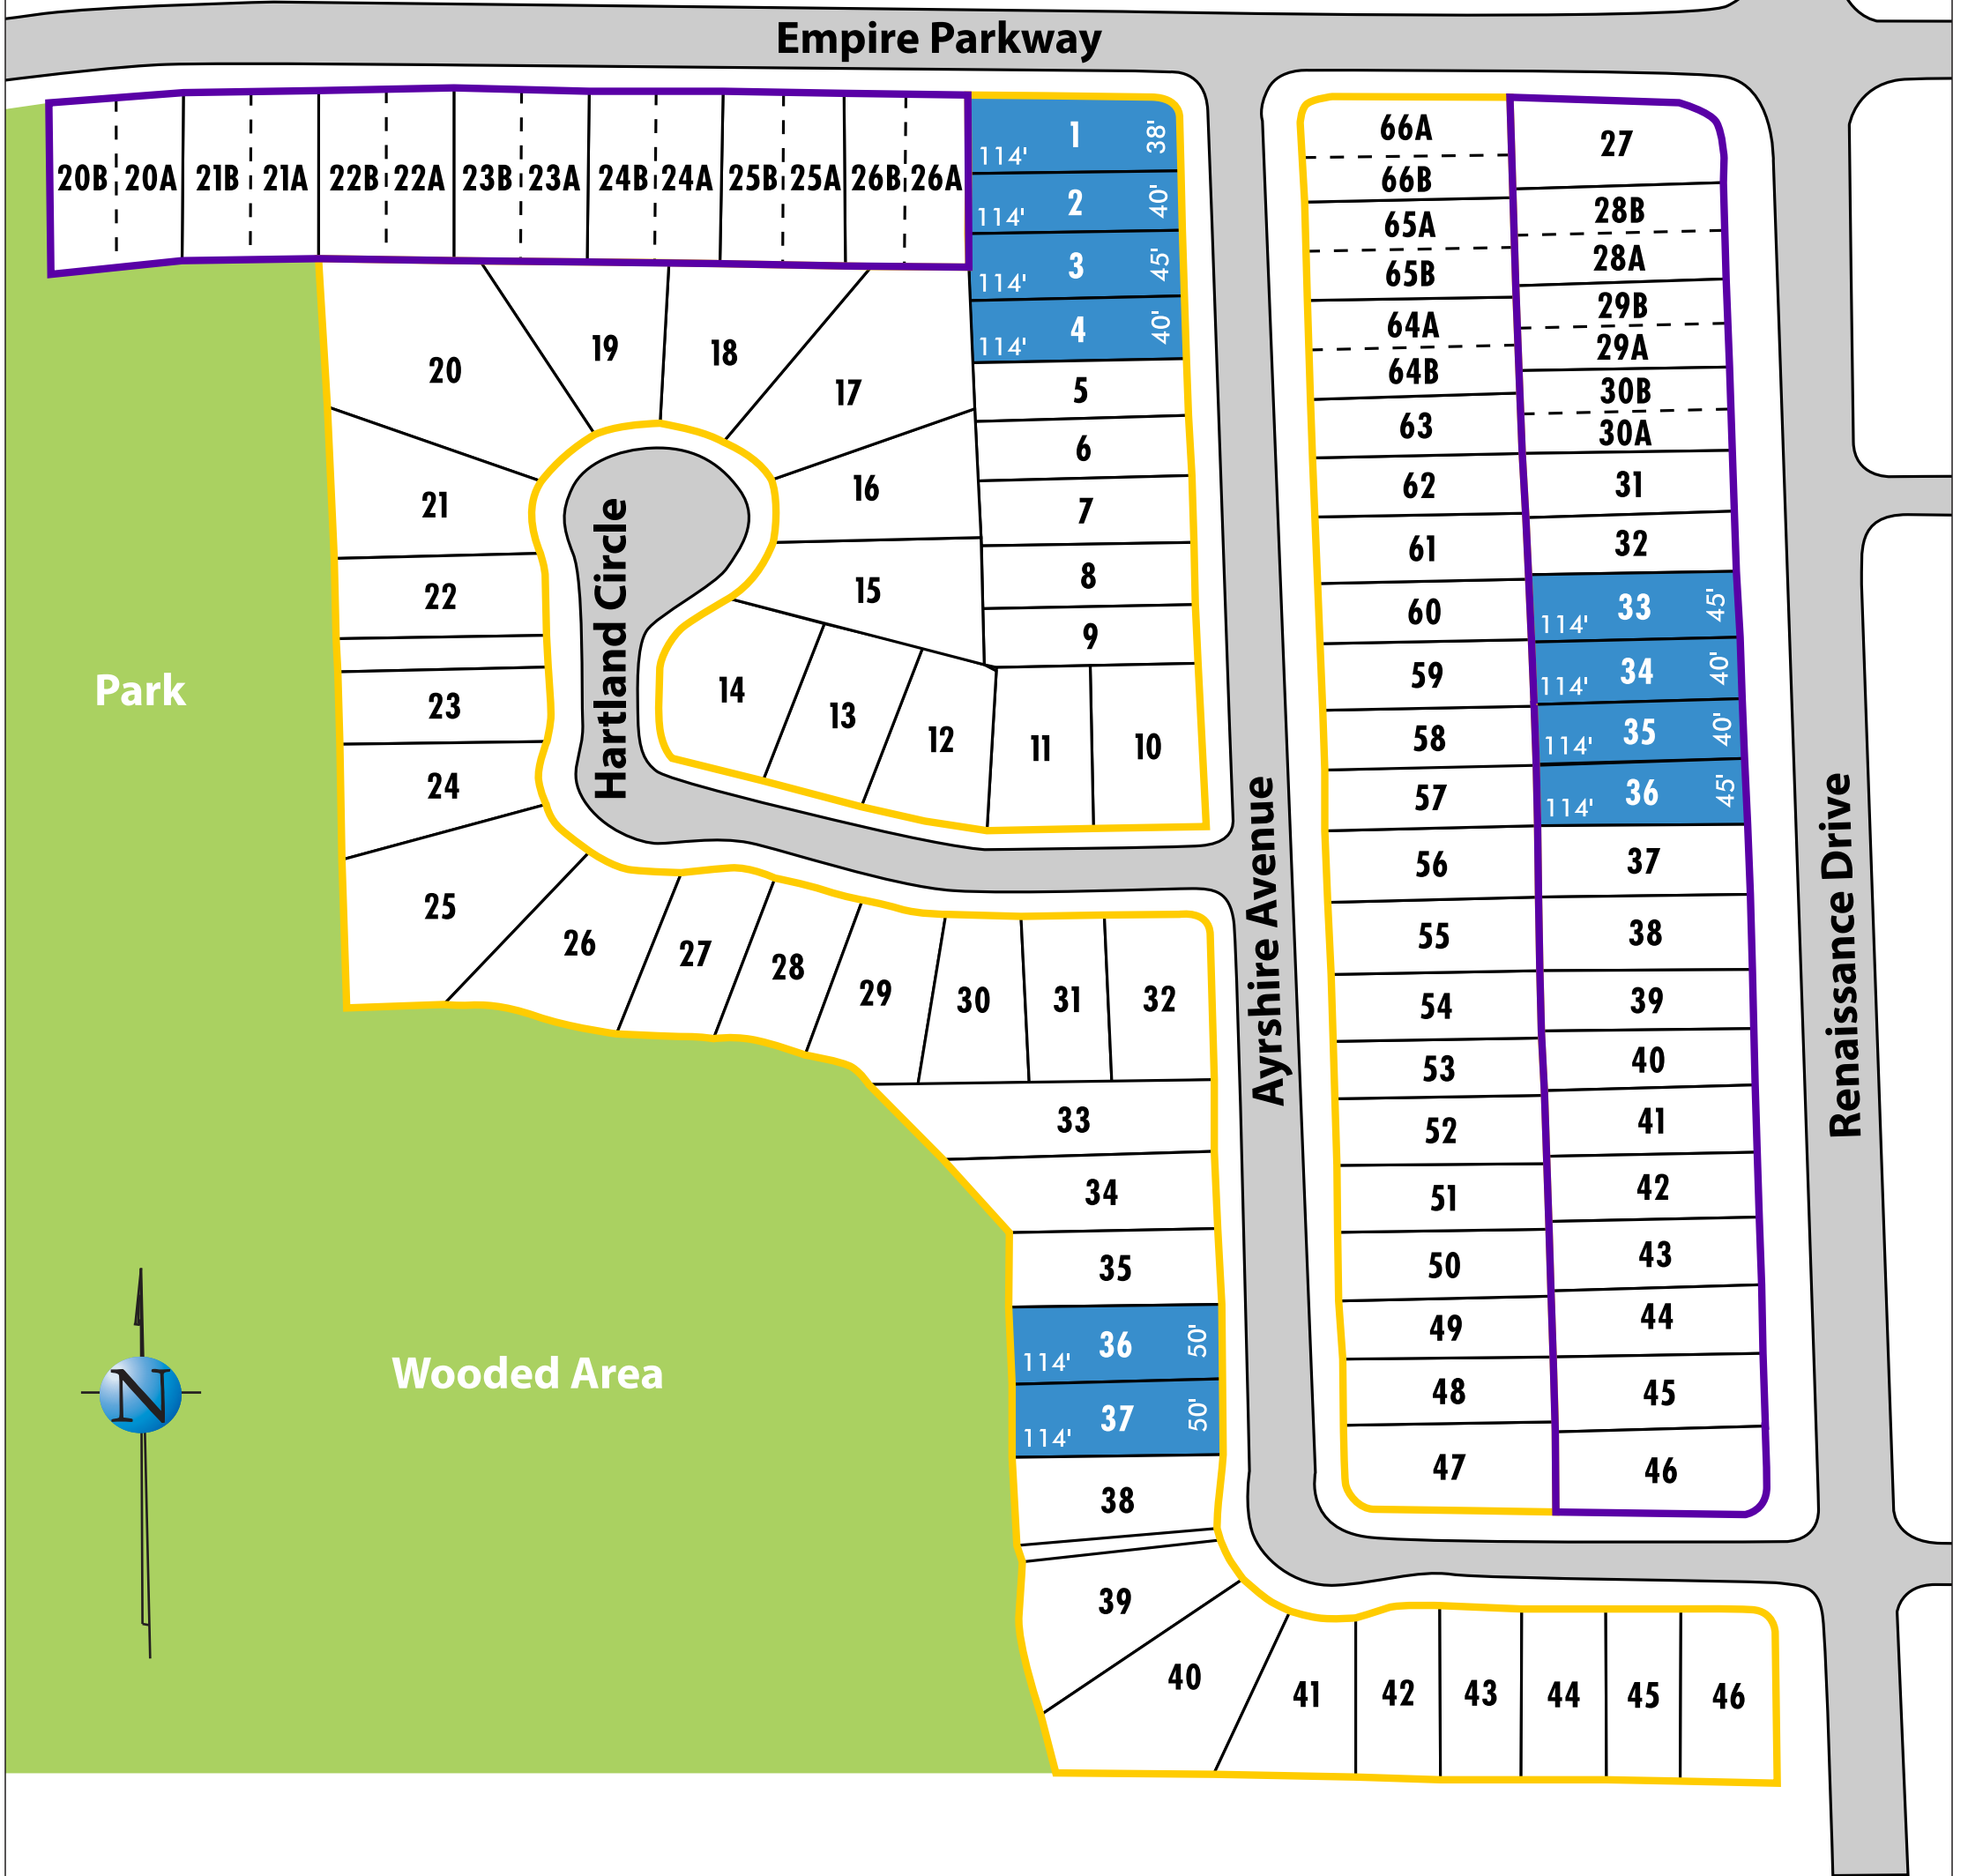 Empire Parkway
20B 20A 21B 21A 22B 22A 23B 23A 24B 24A 25B 25A 26B 26A
1 114' 38'
2 114' 40'
3 114' 45'
4 114' 40'
5
6
7
8
9
10
11
12
13
14
15
16
17
18
19
20
21
22
23
24
25
26
27
28
29
30
31
32
33
34
35
36 114' 50'
37 114' 50'
38
39
40
41
42
43
44
45
46
Hartland Circle
Park
Wooded Area
N
Ayrshire Avenue
66A
66B
65A
65B
64A
64B
63
62
61
60
59
58
57
56
55
54
53
52
51
50
49
48
47
27
28B
28A
29B
29A
30B
30A
31
32
33 114' 45'
34 114' 40'
35 114' 40'
36 114' 45'
37
38
39
40
41
42
43
44
45
46
Renaissance Drive